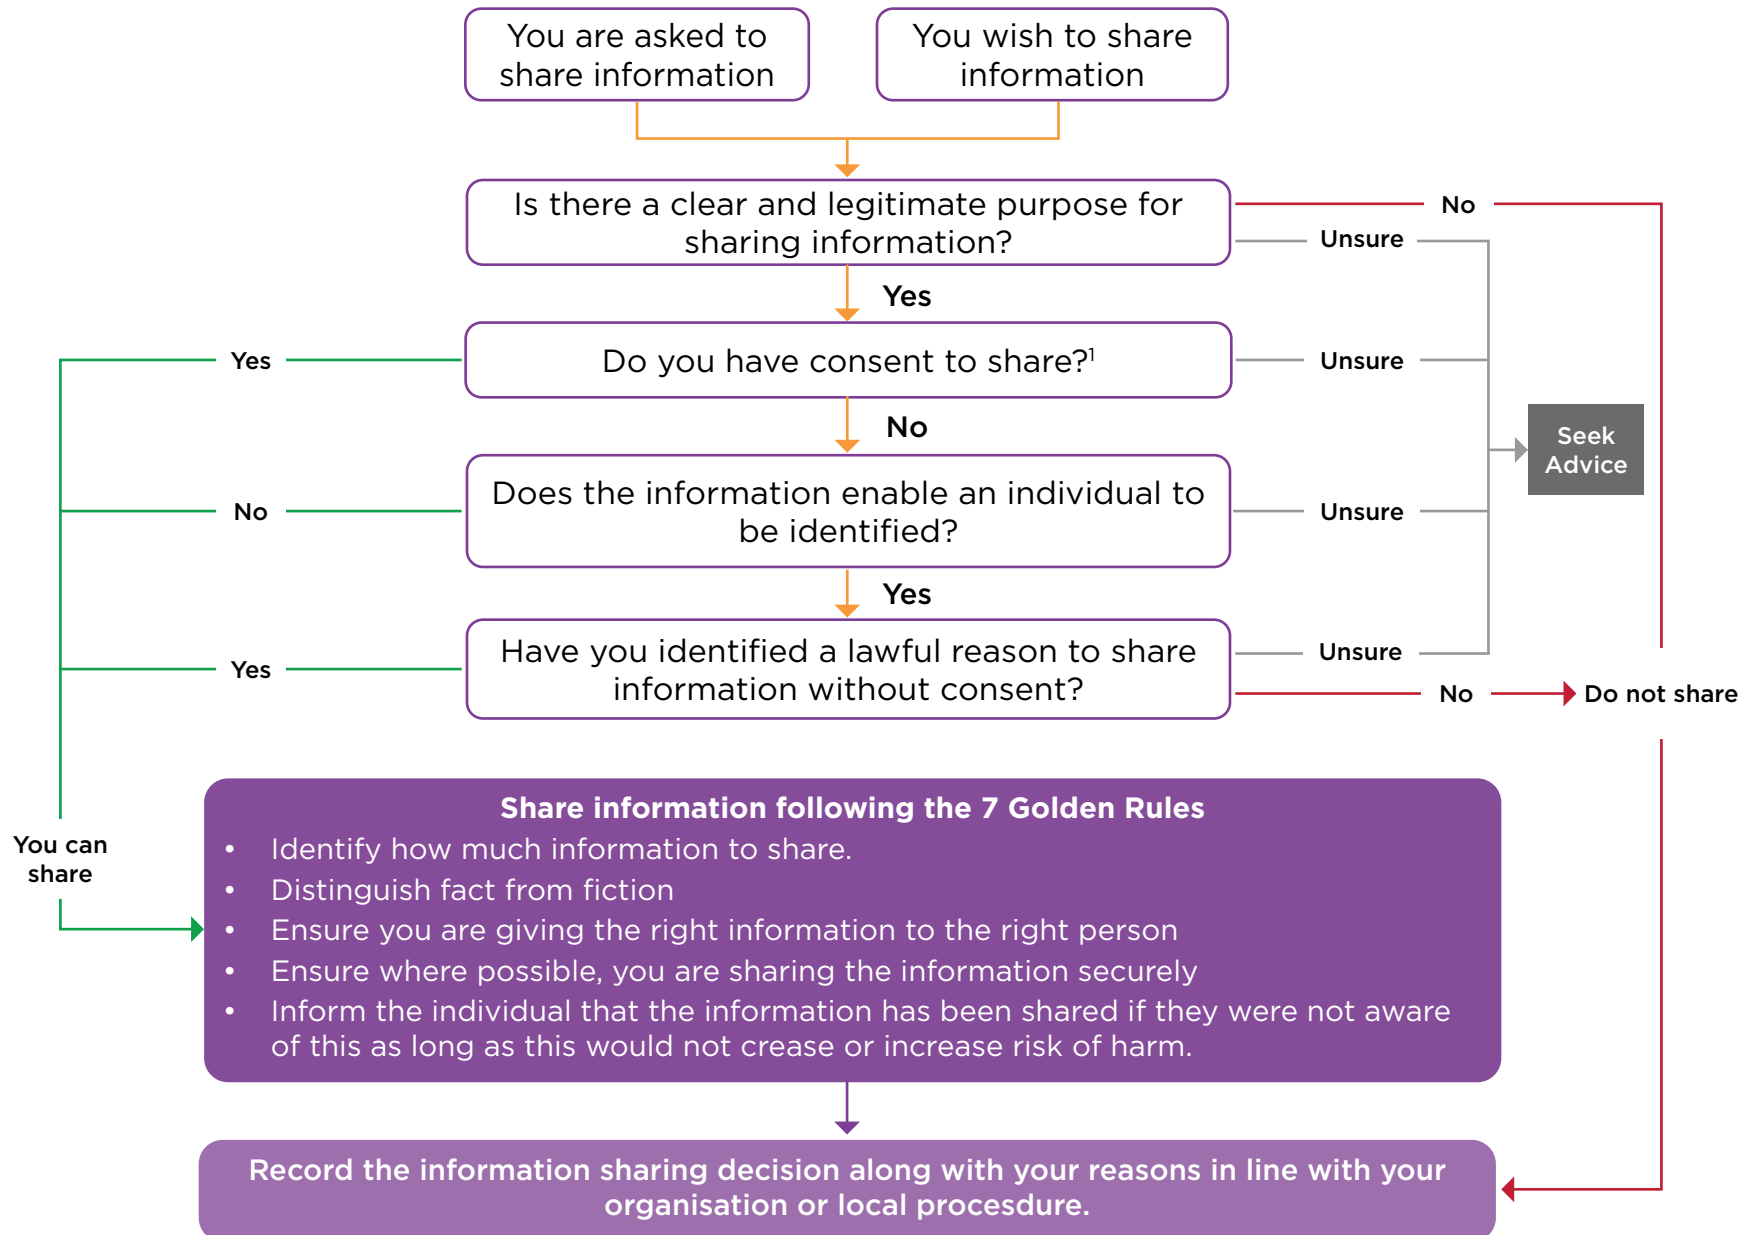 You are asked to
share information
You wish to share
information
Is there a clear and legitimate purpose for
sharing information?
No
Unsure
Yes
Yes
Do you have consent to share?¹
Unsure
No
Seek
Advice
No
Does the information enable an individual to
be identified?
Unsure
Yes
Yes
Have you identified a lawful reason to share
information without consent?
Unsure
No
Do not share
You can
share
Share information following the 7 Golden Rules
• Identify how much information to share.
• Distinguish fact from fiction
• Ensure you are giving the right information to the right person
• Ensure where possible, you are sharing the information securely
• Inform the individual that the information has been shared if they were not aware
of this as long as this would not crease or increase risk of harm.
Record the information sharing decision along with your reasons in line with your
organisation or local procesdure.